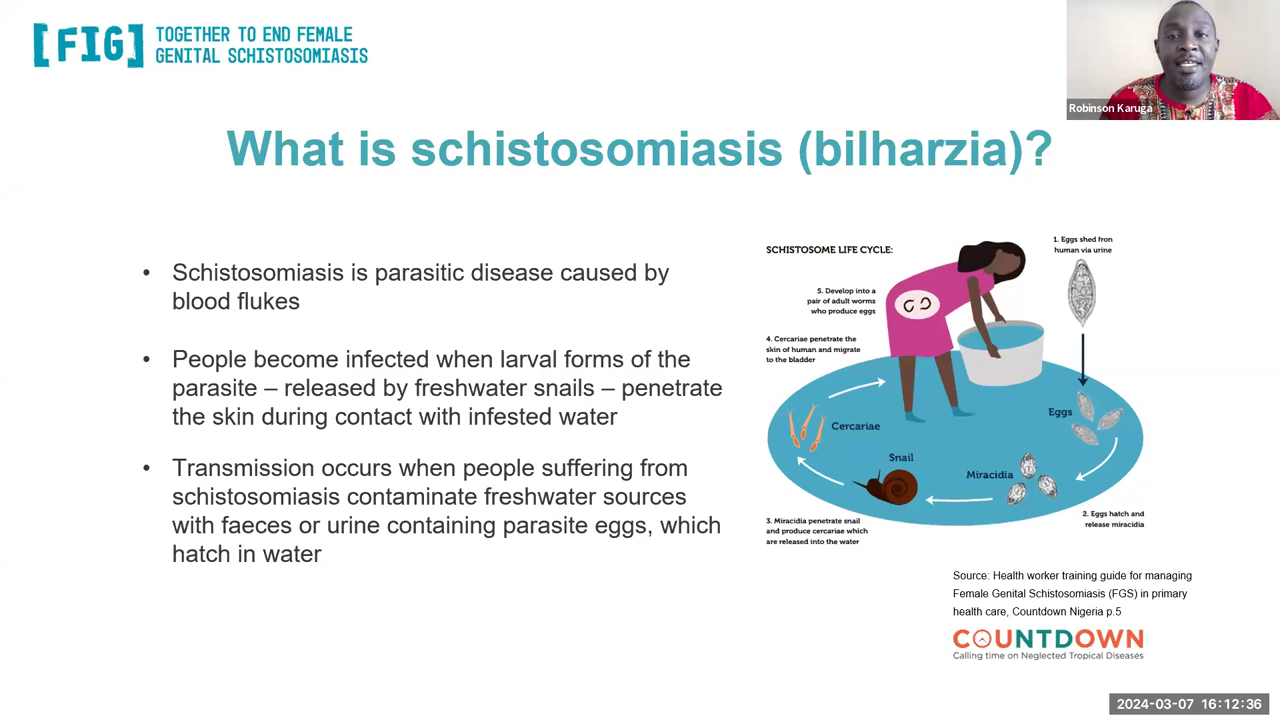 [FIG] TOGETHER TO END FEMALE
GENITAL SCHISTOSOMIASIS
Robinson Karuga
What is schistosomiasis (bilharzia)?
• Schistosomiasis is parasitic disease caused by
blood flukes
• People become infected when larval forms of the
parasite – released by freshwater snails – penetrate
the skin during contact with infested water
• Transmission occurs when people suffering from
schistosomiasis contaminate freshwater sources
with faeces or urine containing parasite eggs, which
hatch in water
SCHISTOSOME LIFE CYCLE:
1. Eggs shed fron
human via urine
5. Develop into a
pair of adult worms
who produce eggs
4. Cercariae penetrate the
skin of human and migrate
to the bladder
Eggs
Cercariae
Snail
Miracidia
2. Eggs hatch and
release miracidia
3. Miracidia penetrate snail
and produce cercariae which
are released into the water
Source: Health worker training guide for managing
Female Genital Schistosomiasis (FGS) in primary
health care, Countdown Nigeria p.5
COUNTDOWN
Calling time on Neglected Tropical Diseases
2024-03-07 16:12:36